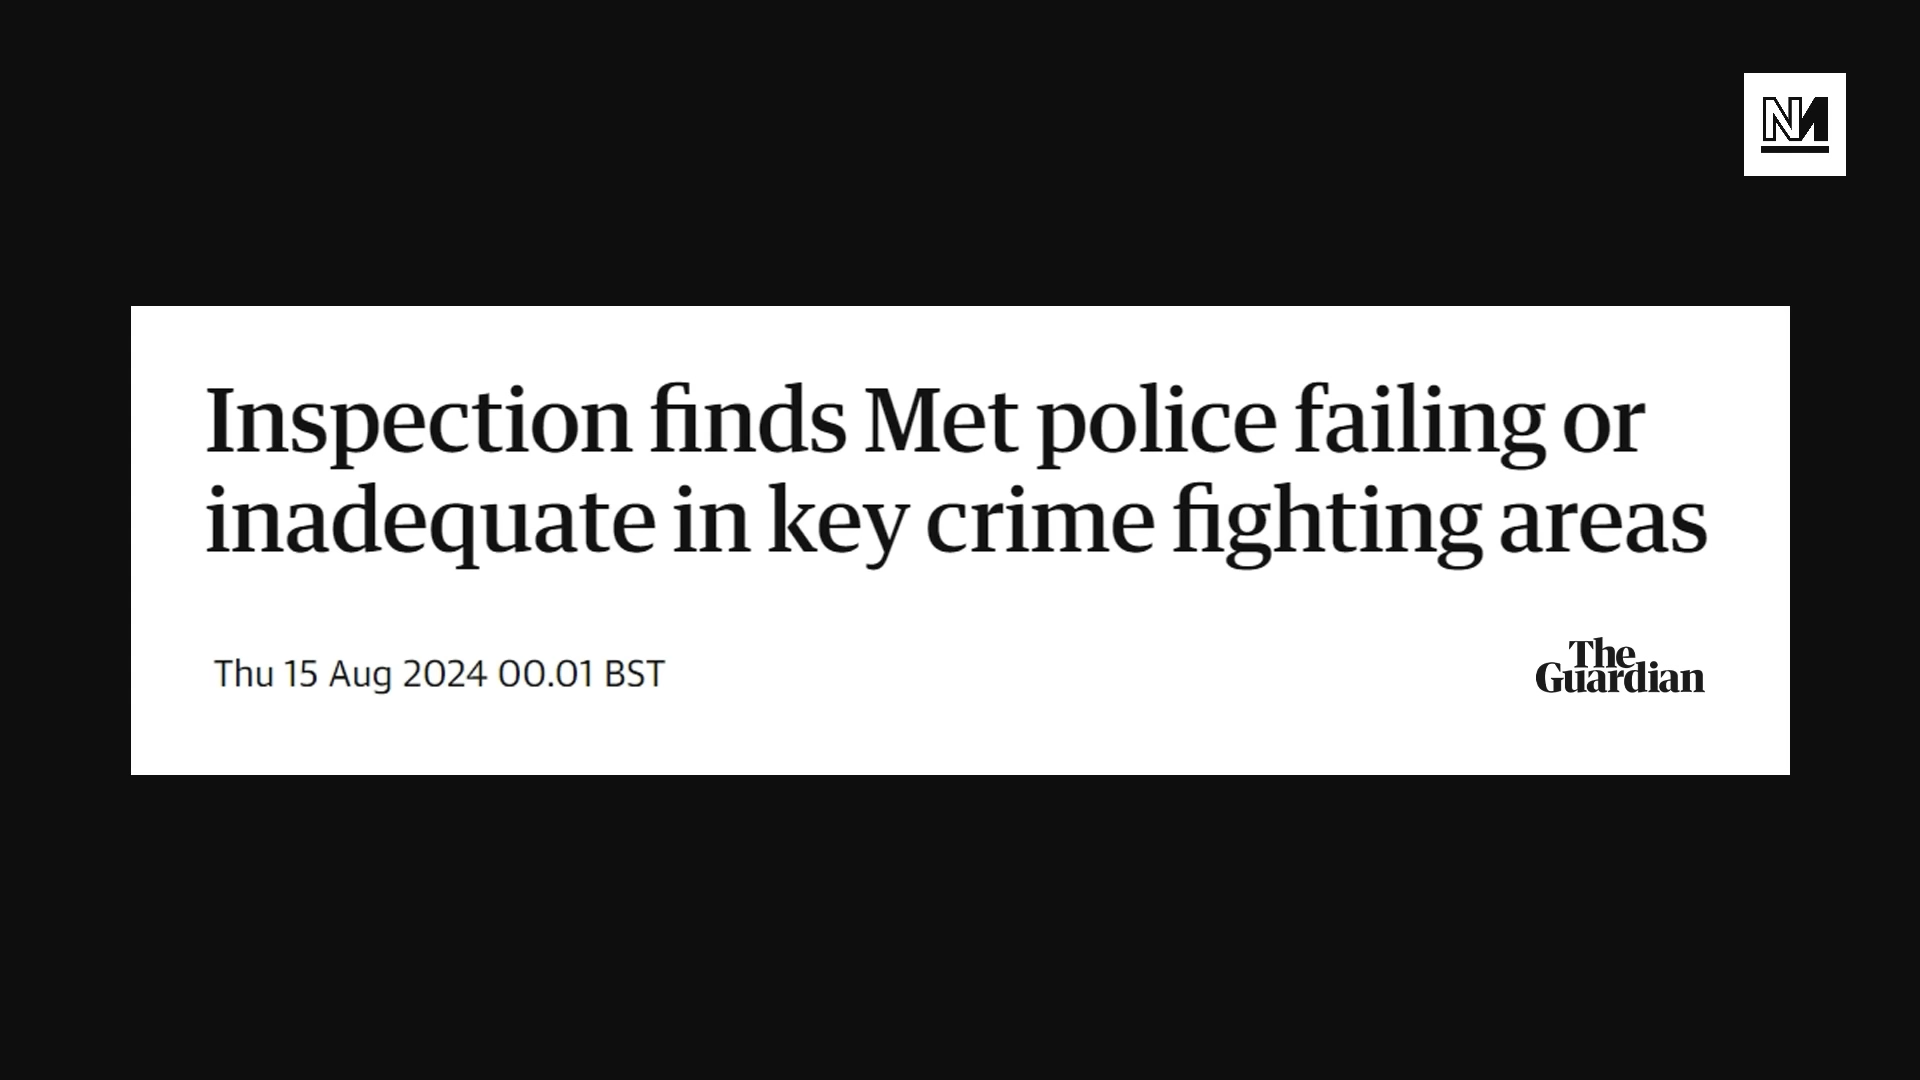 NM
Inspection finds Met police failing or
inadequate in key crime fighting areas
Thu 15 Aug 2024 00.01 BST
The
Guardian